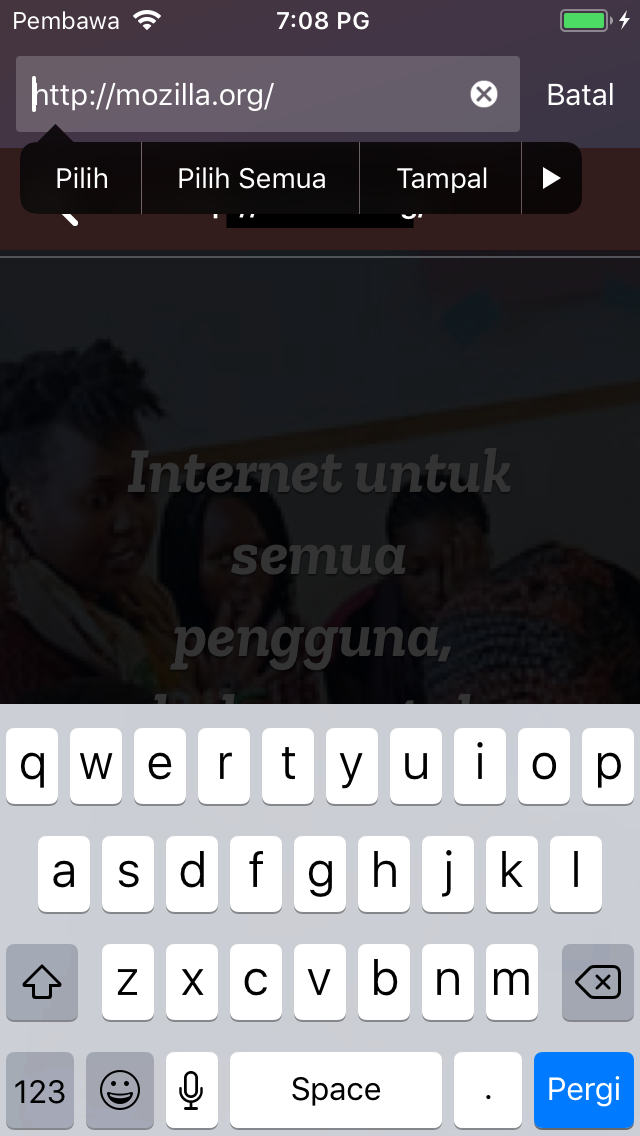 Pembawa 7:08 PG
http://mozilla.org/ Batal
Pilih Pilih Semua Tampal
Internet untuk
semua
pengguna,
q w e r t y u i o p
a s d f g h j k l
z x c v b n m
123 Space . Pergi